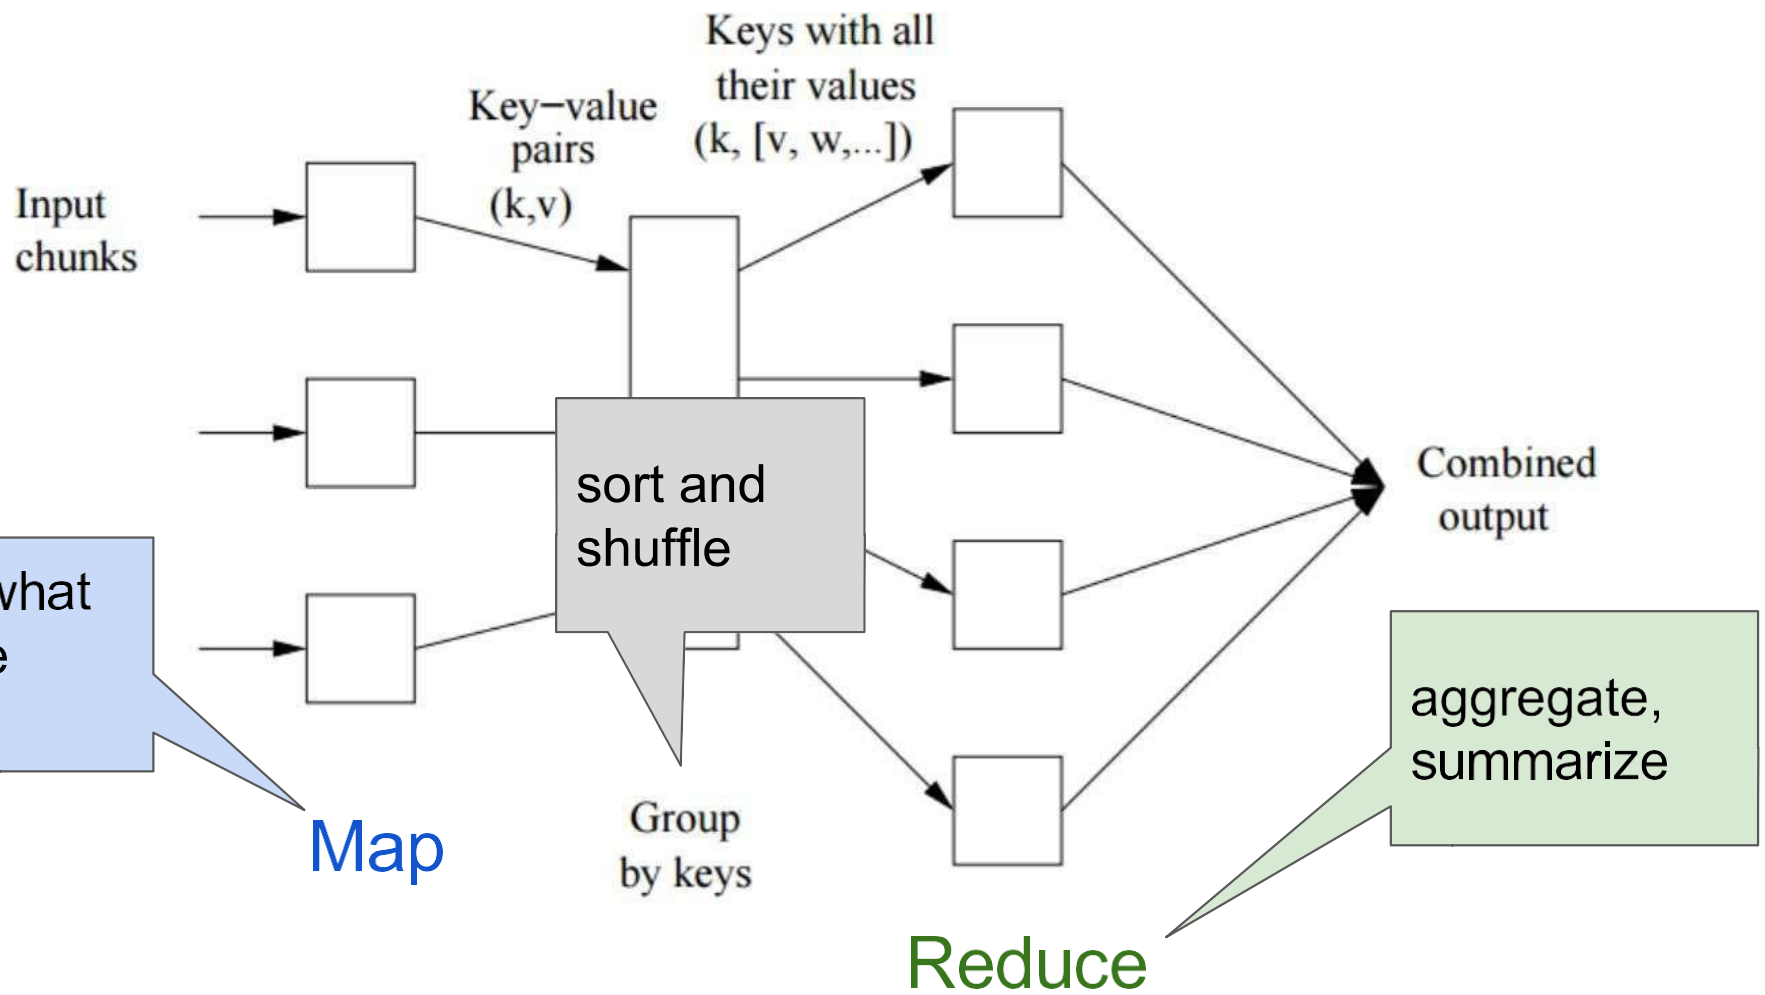 Keys with all
their values
(k, [v, w,...])
Key−value
pairs
(k,v)
Input
chunks
sort and
shuffle
Combined
output
what
aggregate,
summarize
Map
Group
by keys
Reduce